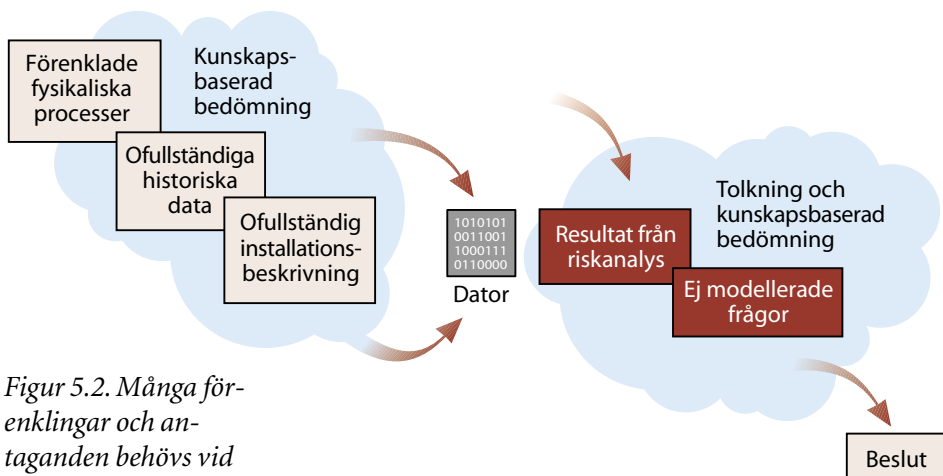 Förenklade
fysikaliska
processer
Kunskaps-
baserad
bedömning
Ofullständiga
historiska
data
Ofullständig
installations-
beskrivning
1010101
0011001
1000111
0110000
Dator
Resultat från
riskanalys
Tolkning och
kunskapsbaserad
bedömning
Ej modellerade
frågor
Beslut
Figur 5.2. Många för-
enklingar och an-
taganden behövs vid